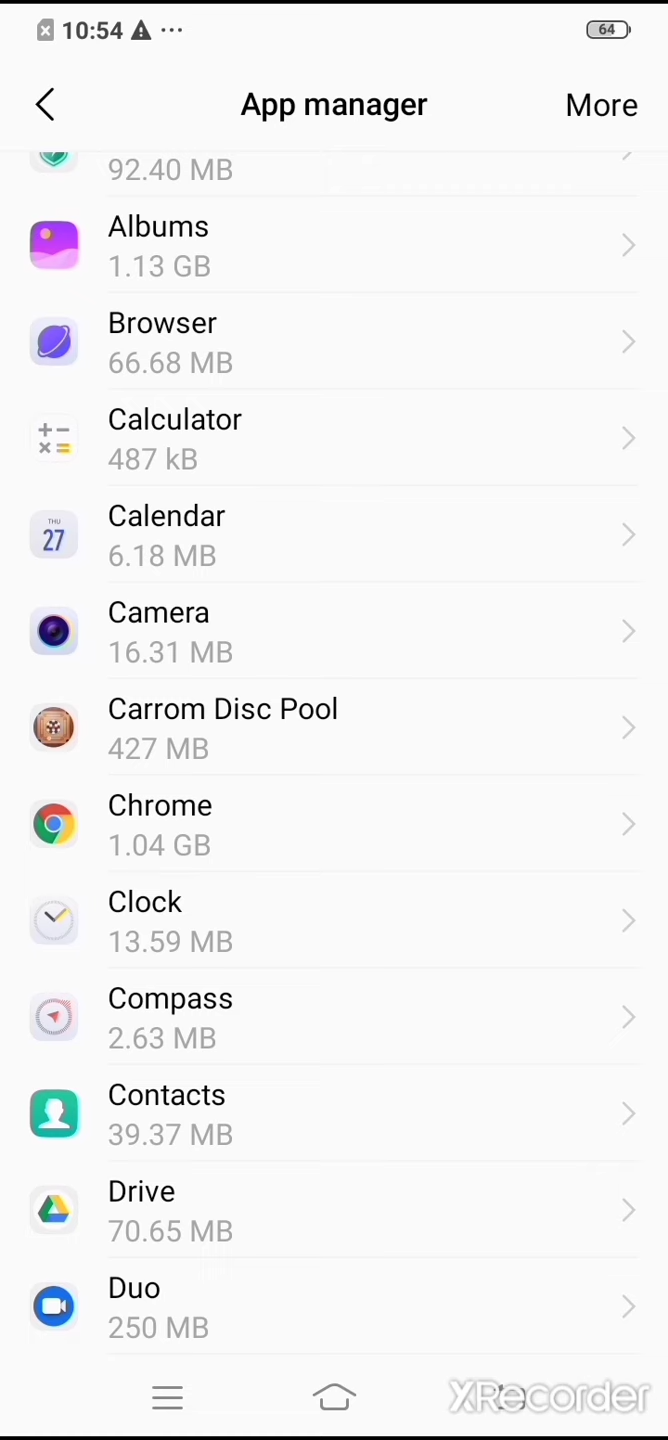 10:54
64
App manager
More
92.40 MB
Albums
1.13 GB
Browser
66.68 MB
Calculator
487 kB
THU
27
Calendar
6.18 MB
Camera
16.31 MB
Carrom Disc Pool
427 MB
Chrome
1.04 GB
Clock
13.59 MB
Compass
2.63 MB
Contacts
39.37 MB
Drive
70.65 MB
Duo
250 MB
XRecorder